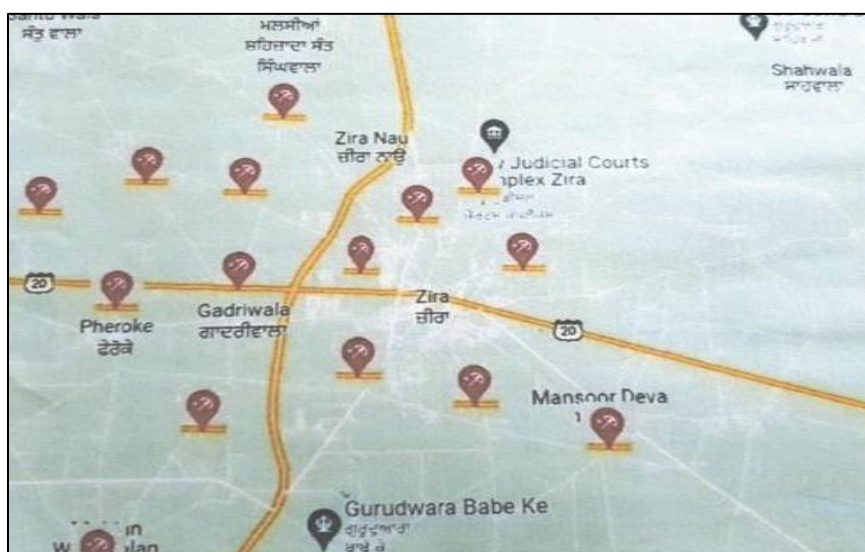 ਸੰਤੂ ਵਾਲਾ
ਮਲਸੀਆਂ
ਸ਼ਹਿਜ਼ਾਦਾ ਸੰਤ
ਸਿੰਘਵਾਲਾ
Shahwala
ਸਾਹਵਾਲਾ
Zira Nau
ਜ਼ੀਰਾ ਨਾਉ
Judicial Courts
Zira
20
Pheroke
ਫੇਰੋਕੇ
Gadriwala
ਗਾਦਰੀਵਾਲਾ
Zira
ਜ਼ੀਰਾ
20
Mansoor Deva
Gurudwara Babe Ke
ਗੁਰੂਦੁਆਰਾ
ਬਾਬੇ ਕੇ